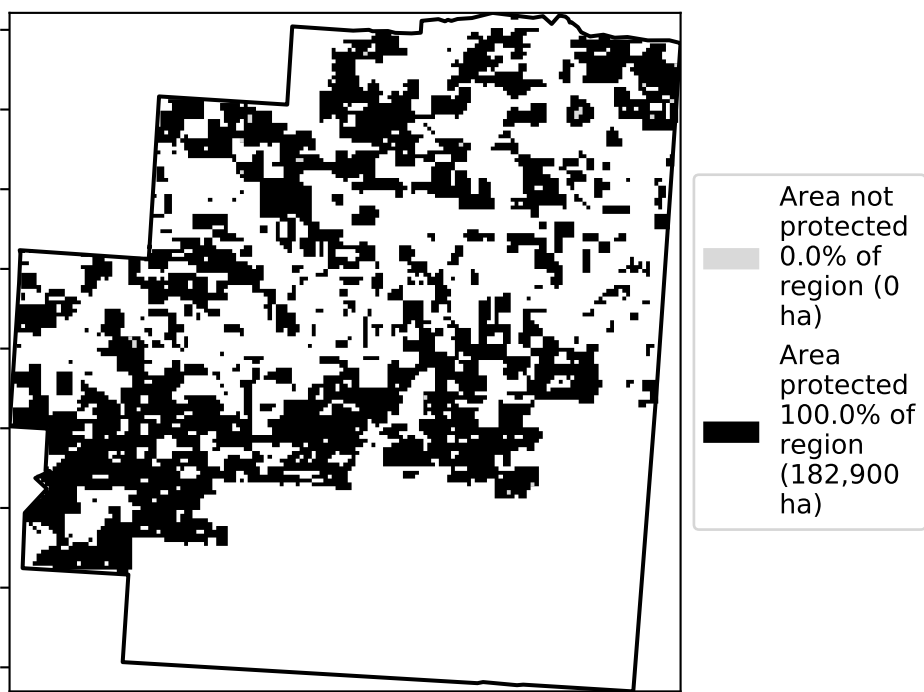 Area not
protected
0.0% of
region (0
ha)
Area
protected
100.0% of
region
(182,900
ha)